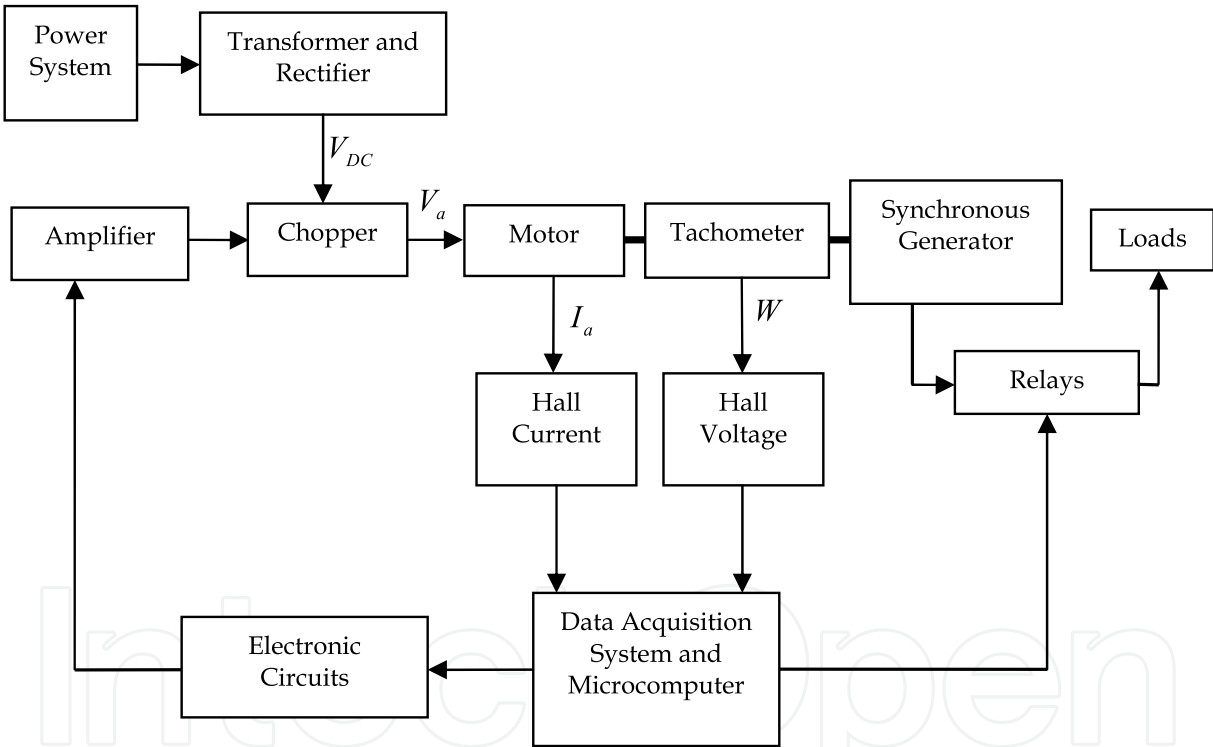 Power
System
Transformer and
Rectifier
V_DC
Amplifier
Chopper
V_a
Motor
Tachometer
Synchronous
Generator
Loads
I_a
W
Relays
Hall
Current
Hall
Voltage
Electronic
Circuits
Data Acquisition
System and
Microcomputer
IntechOpen